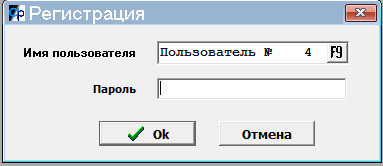 Регистрация
Имя пользователя Пользователь № 4 F9
Пароль
Ok Отмена